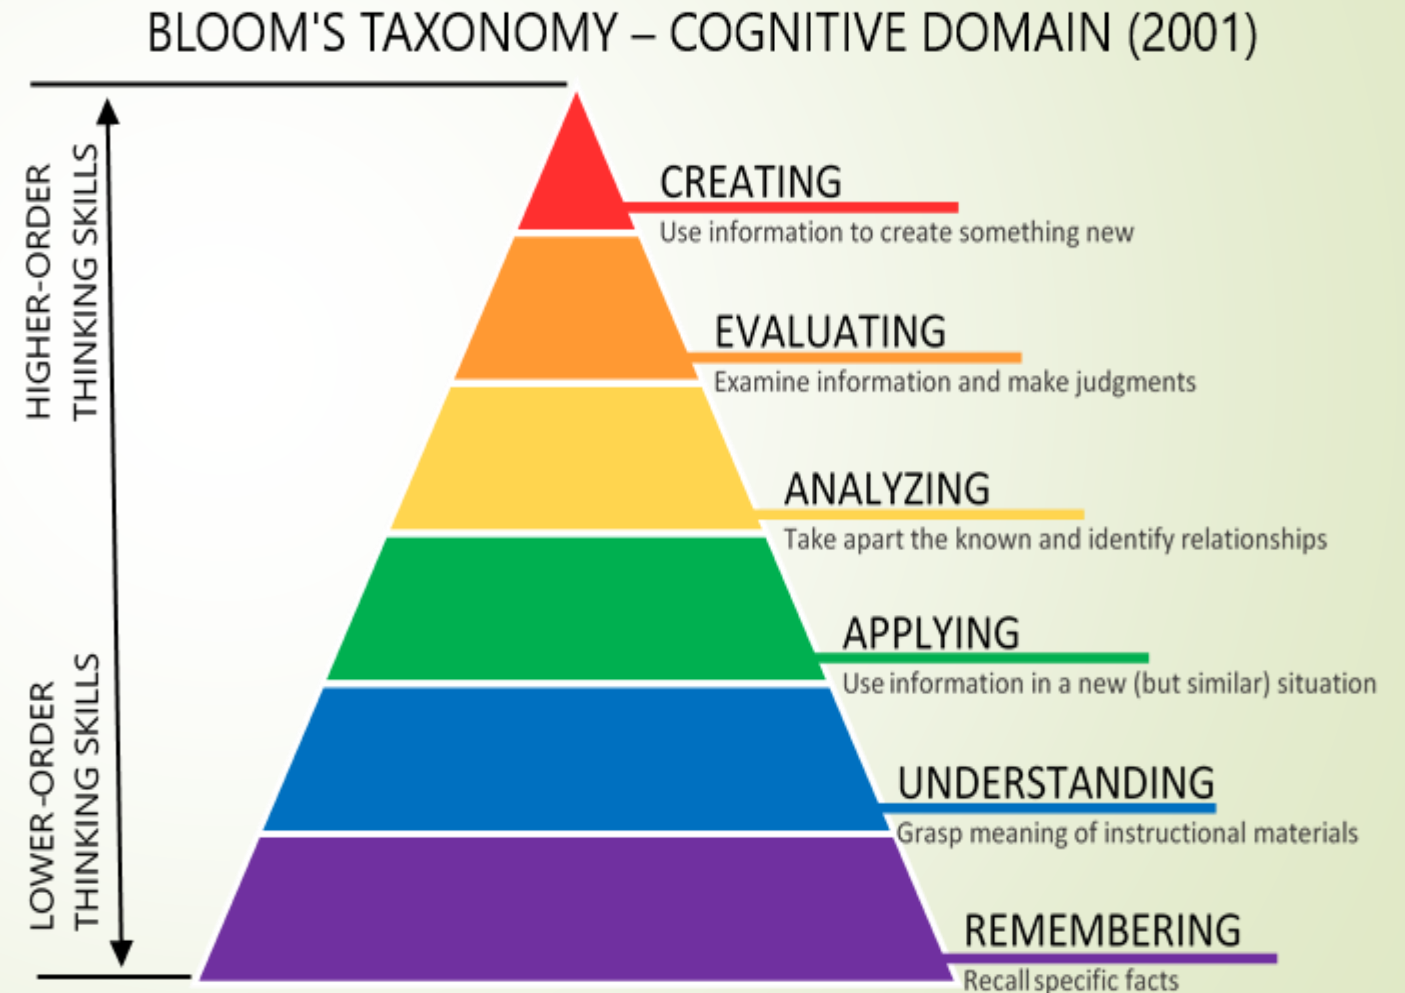 BLOOM'S TAXONOMY – COGNITIVE DOMAIN (2001)
HIGHER-ORDER
THINKING SKILLS
LOWER-ORDER
THINKING SKILLS
CREATING
Use information to create something new
EVALUATING
Examine information and make judgments
ANALYZING
Take apart the known and identify relationships
APPLYING
Use information in a new (but similar) situation
UNDERSTANDING
Grasp meaning of instructional materials
REMEMBERING
Recall specific facts